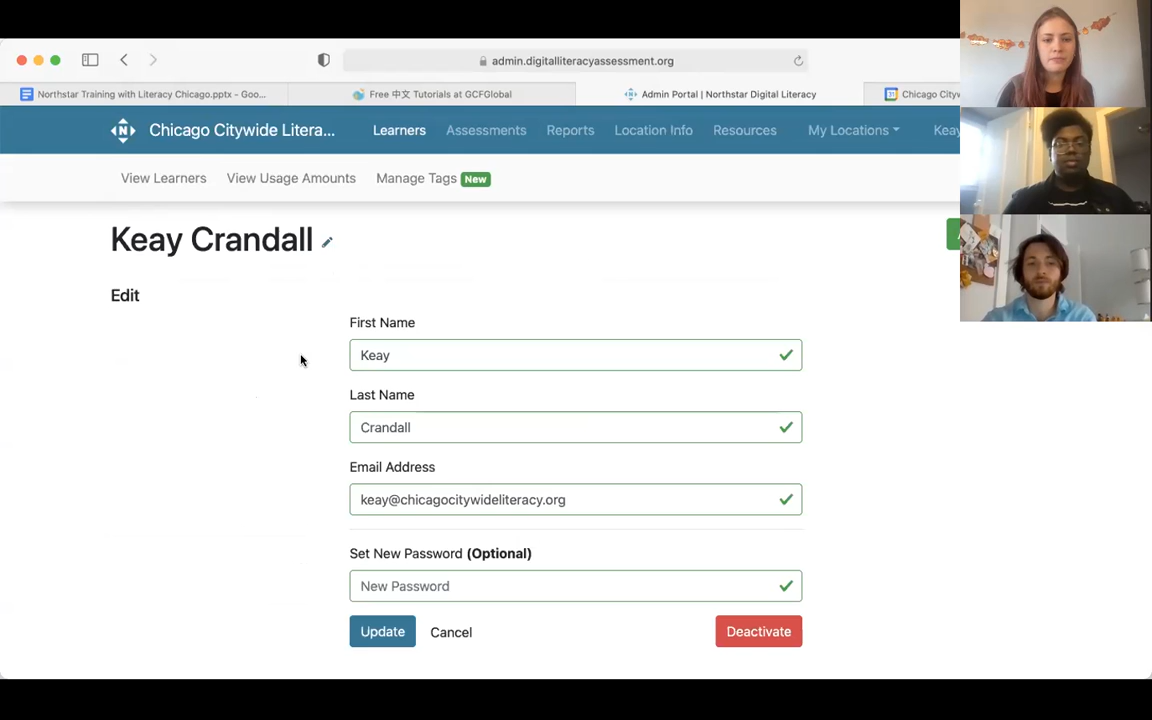 admin.digitalliteracyassessment.org
Northstar Training with Literacy Chicago.pptx - Goo...
Free 中文 Tutorials at GCFGlobal
Admin Portal | Northstar Digital Literacy
Chicago Cityw
N Chicago Citywide Litera... Learners Assessments Reports Location Info Resources My Locations Keay
View Learners View Usage Amounts Manage Tags New
Keay Crandall
Edit
First Name
Keay
Last Name
Crandall
Email Address
keay@chicagocitywideliteracy.org
Set New Password (Optional)
New Password
Update Cancel Deactivate